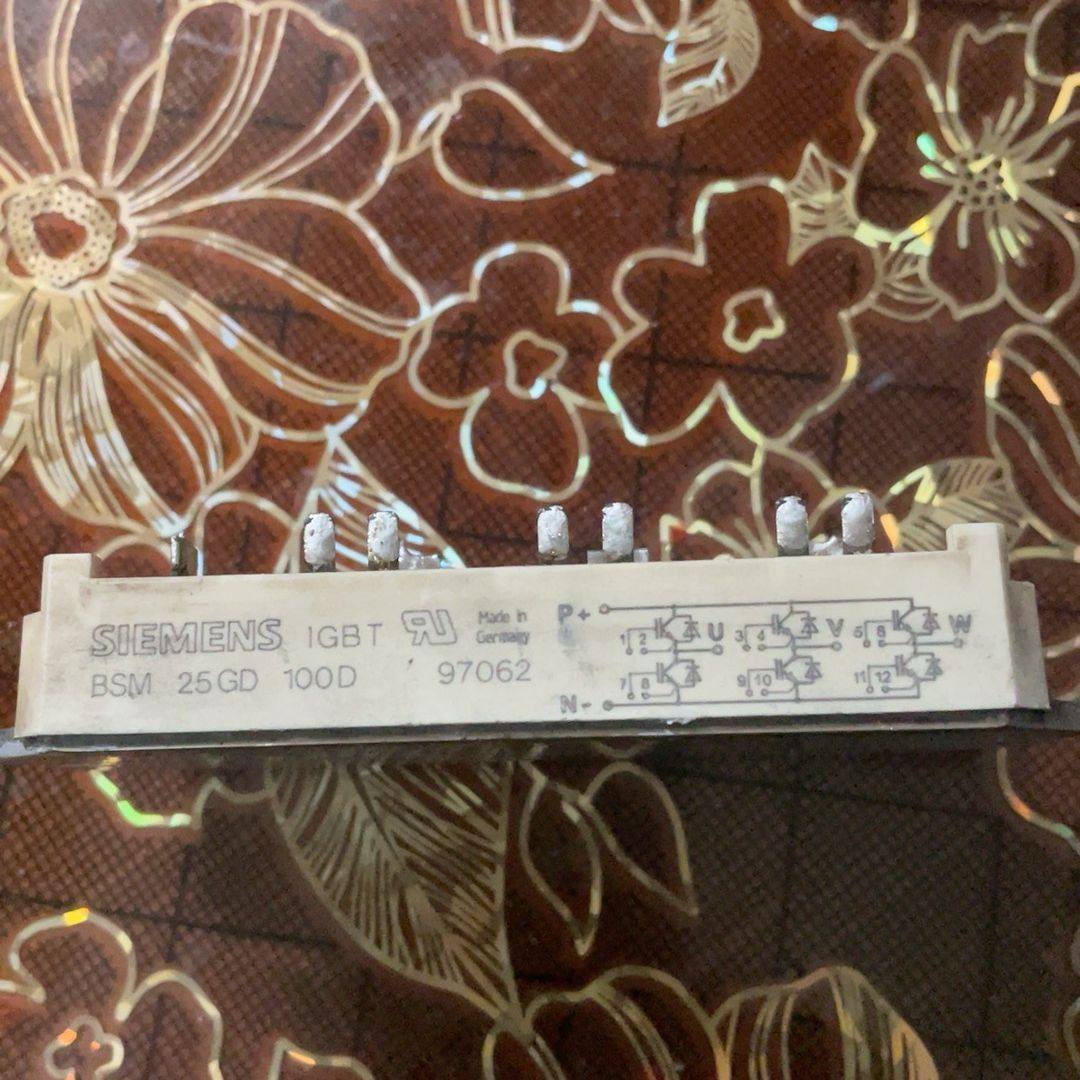 SIEMENS IGBT
Made in
Germany
BSM 25GD 100D
97062
P+
1 2 U 3 4 V 5 6 W
7 8 9 10 11 12
N-